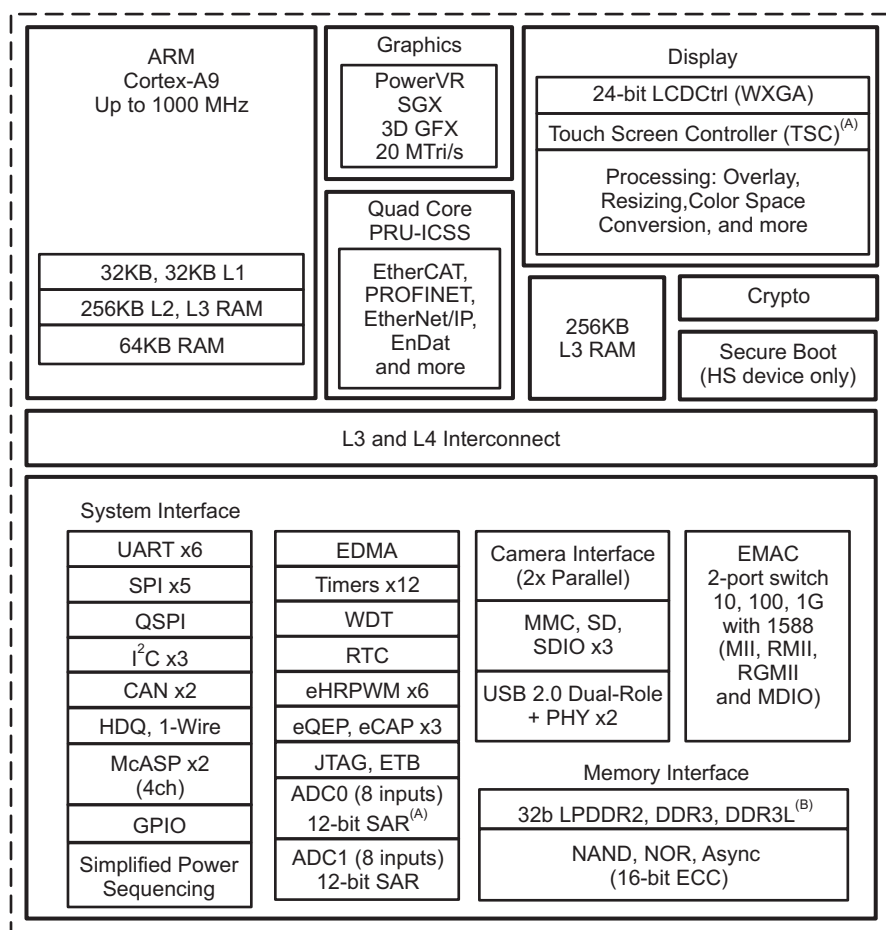 ARM
Cortex-A9
Up to 1000 MHz
32KB, 32KB L1
256KB L2, L3 RAM
64KB RAM
Graphics
PowerVR
SGX
3D GFX
20 MTri/s
Quad Core
PRU-ICSS
EtherCAT,
PROFINET,
EtherNet/IP,
EnDat
and more
Display
24-bit LCDCtrl (WXGA)
Touch Screen Controller (TSC)(A)
Processing: Overlay,
Resizing,Color Space
Conversion, and more
256KB
L3 RAM
Crypto
Secure Boot
(HS device only)
L3 and L4 Interconnect
System Interface
UART x6
SPI x5
QSPI
I2C x3
CAN x2
HDQ, 1-Wire
McASP x2
(4ch)
GPIO
Simplified Power
Sequencing
EDMA
Timers x12
WDT
RTC
eHRPWM x6
eQEP, eCAP x3
JTAG, ETB
ADC0 (8 inputs)
12-bit SAR(A)
ADC1 (8 inputs)
12-bit SAR
Camera Interface
(2x Parallel)
MMC, SD,
SDIO x3
USB 2.0 Dual-Role
+ PHY x2
EMAC
2-port switch
10, 100, 1G
with 1588
(MII, RMII,
RGMII
and MDIO)
Memory Interface
32b LPDDR2, DDR3, DDR3L(B)
NAND, NOR, Async
(16-bit ECC)